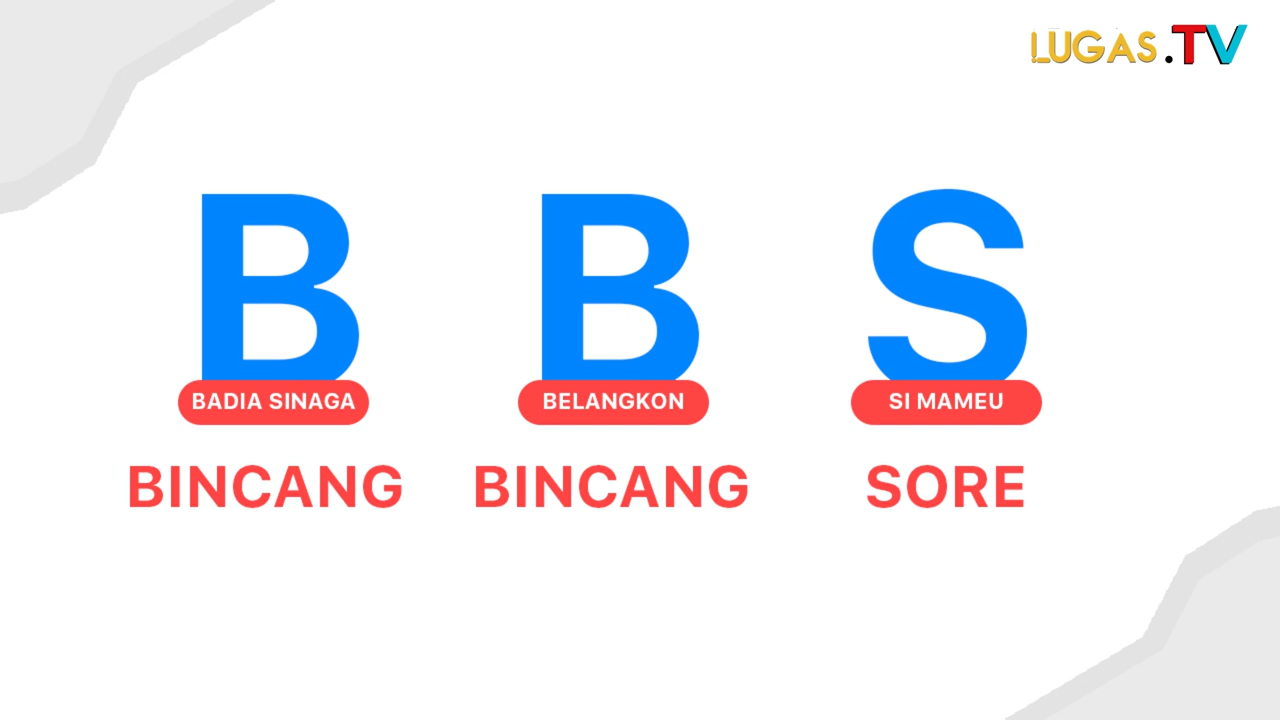 LUGAS.TV
B B S
BADIA SINAGA BELANGKON SI MAMEU
BINCANG BINCANG SORE